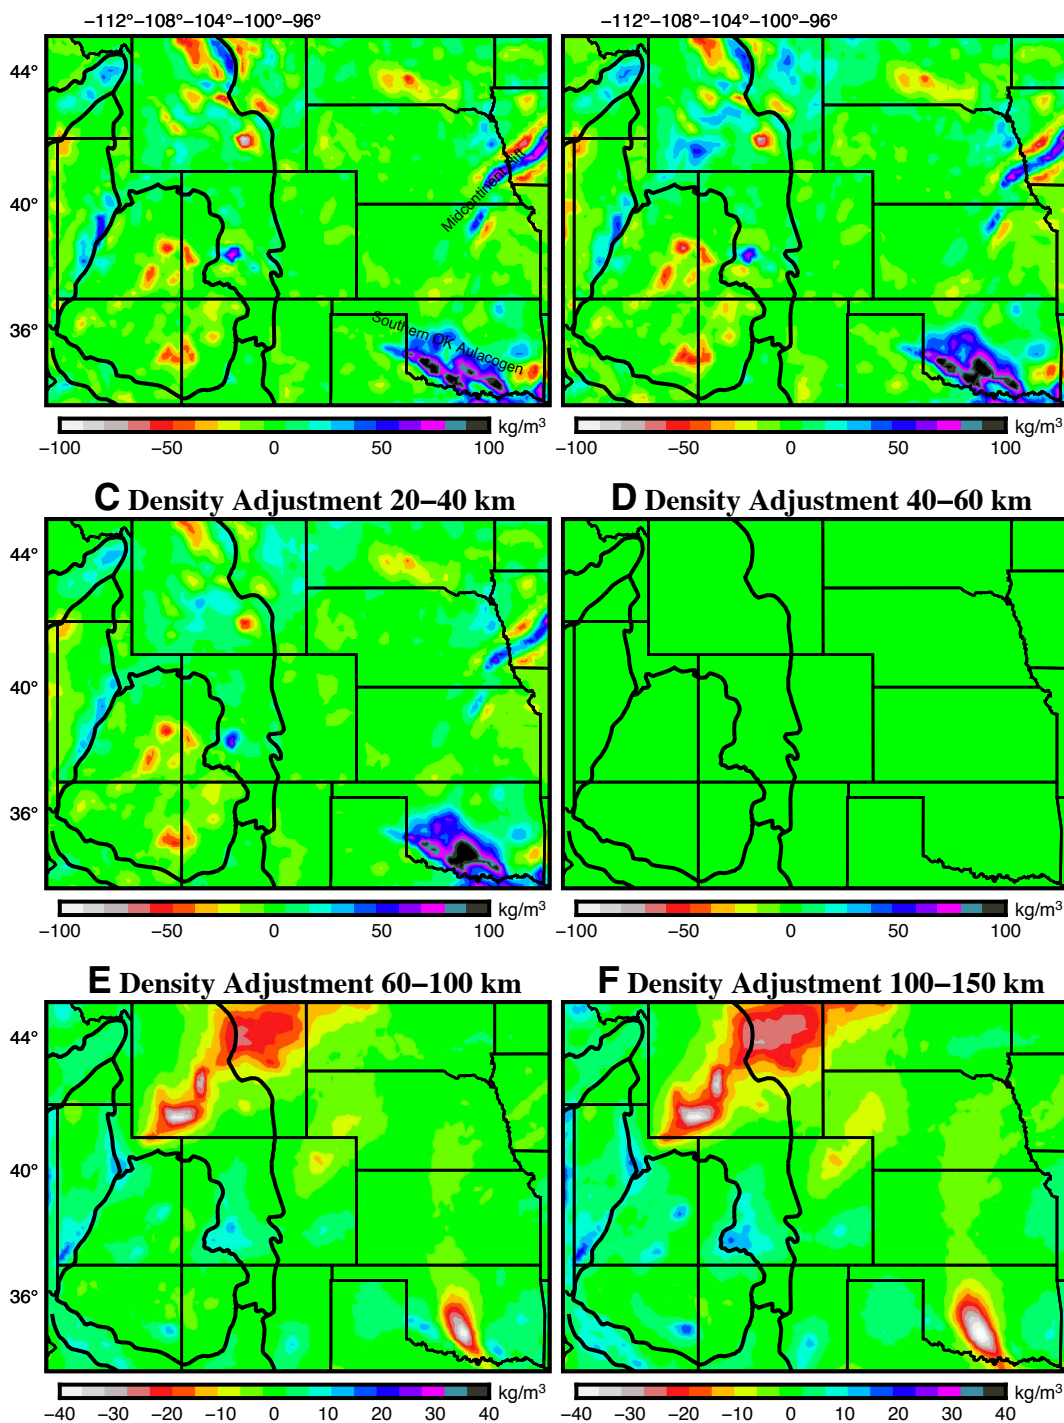 −112°−108°−104°−100°−96°
−112°−108°−104°−100°−96°
44°
40°
36°
Midcontinent Rift
Southern OK Aulacogen
−100 −50 0 50 100 kg/m³
−100 −50 0 50 100 kg/m³
C Density Adjustment 20−40 km
D Density Adjustment 40−60 km
44°
40°
36°
−100 −50 0 50 100 kg/m³
−100 −50 0 50 100 kg/m³
E Density Adjustment 60−100 km
F Density Adjustment 100−150 km
44°
40°
36°
−40 −30 −20 −10 0 10 20 30 40 kg/m³
−40 −30 −20 −10 0 10 20 30 40 kg/m³